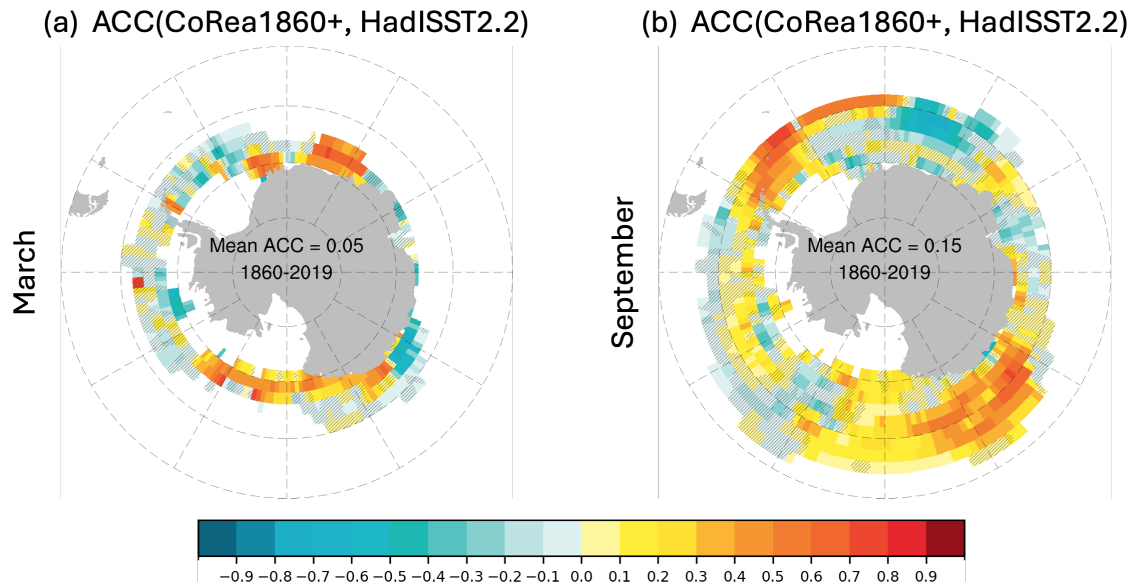 (a) ACC(CoRea1860+, HadISST2.2)
(b) ACC(CoRea1860+, HadISST2.2)
March
Mean ACC = 0.05
1860-2019
September
Mean ACC = 0.15
1860-2019
−0.9 −0.8 −0.7 −0.6 −0.5 −0.4 −0.3 −0.2 −0.1 0.0 0.1 0.2 0.3 0.4 0.5 0.6 0.7 0.8 0.9